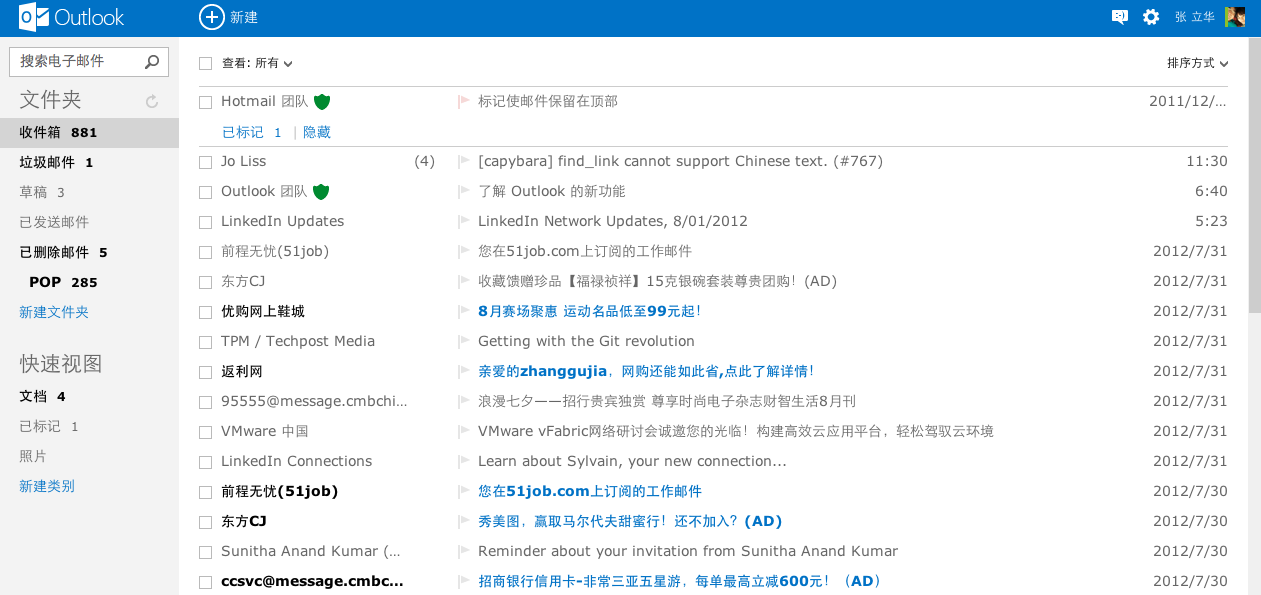 Outlook 新建 张 立华
搜索电子邮件
文件夹
收件箱 881
垃圾邮件 1
草稿 3
已发送邮件
已删除邮件 5
POP 285
新建文件夹
快速视图
文档 4
已标记 1
照片
新建类别
查看: 所有 排序方式
Hotmail 团队 标记使邮件保留在顶部 2011/12/...
已标记 1 | 隐藏
Jo Liss (4) [capybara] find_link cannot support Chinese text. (#767) 11:30
Outlook 团队 了解 Outlook 的新功能 6:40
LinkedIn Updates LinkedIn Network Updates, 8/01/2012 5:23
前程无忧(51job) 您在51job.com上订阅的工作邮件 2012/7/31
东方CJ 收藏馈赠珍品【福禄祯祥】15克银碗套装尊贵团购！(AD) 2012/7/31
优购网上鞋城 8月赛场聚惠 运动名品低至99元起！ 2012/7/31
TPM / Techpost Media Getting with the Git revolution 2012/7/31
返利网 亲爱的zhanggujia，网购还能如此省,点此了解详情！ 2012/7/31
95555@message.cmbchi... 浪漫七夕——招行贵宾独赏 尊享时尚电子杂志财智生活8月刊 2012/7/31
VMware 中国 VMware vFabric网络研讨会诚邀您的光临！构建高效云应用平台，轻松驾驭云环境 2012/7/31
LinkedIn Connections Learn about Sylvain, your new connection... 2012/7/31
前程无忧(51job) 您在51job.com上订阅的工作邮件 2012/7/30
东方CJ 秀美图，赢取马尔代夫甜蜜行！还不加入？(AD) 2012/7/30
Sunitha Anand Kumar (... Reminder about your invitation from Sunitha Anand Kumar 2012/7/30
ccsvc@message.cmbc... 招商银行信用卡-非常三亚五星游，每单最高立减600元！（AD） 2012/7/30